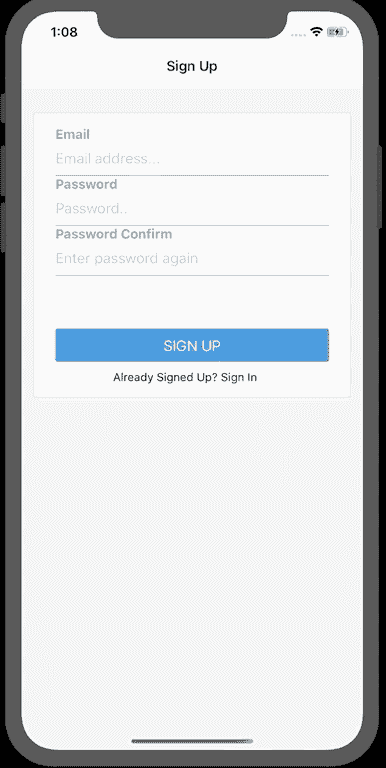 1:08
Sign Up
Email
Email address...
Password
Password..
Password Confirm
Enter password again
SIGN UP
Already Signed Up? Sign In